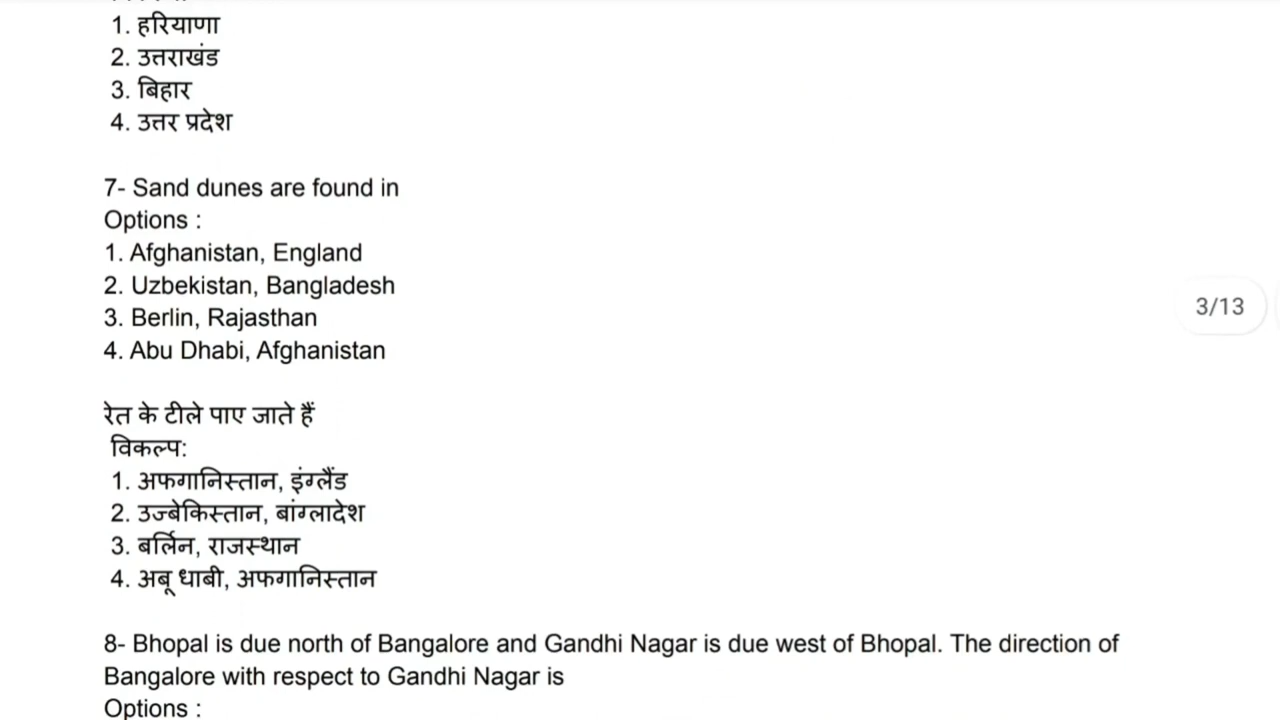 1. हरियाणा
2. उत्तराखंड
3. बिहार
4. उत्तर प्रदेश
7- Sand dunes are found in
Options :
1. Afghanistan, England
2. Uzbekistan, Bangladesh
3. Berlin, Rajasthan
4. Abu Dhabi, Afghanistan
3/13
रेत के टीले पाए जाते हैं
विकल्प:
1. अफगानिस्तान, इंग्लैंड
2. उज्बेकिस्तान, बांग्लादेश
3. बर्लिन, राजस्थान
4. अबू धाबी, अफगानिस्तान
8- Bhopal is due north of Bangalore and Gandhi Nagar is due west of Bhopal. The direction of
Bangalore with respect to Gandhi Nagar is
Options :